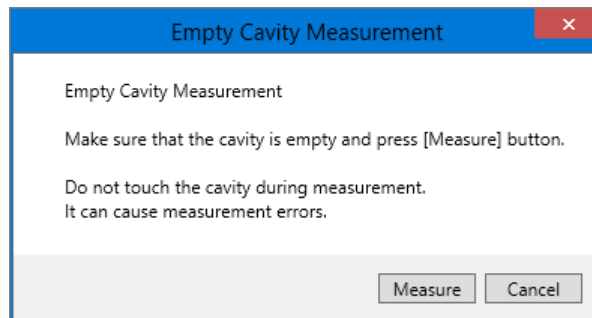 Empty Cavity Measurement
Empty Cavity Measurement
Make sure that the cavity is empty and press [Measure] button.
Do not touch the cavity during measurement.
It can cause measurement errors.
Measure Cancel